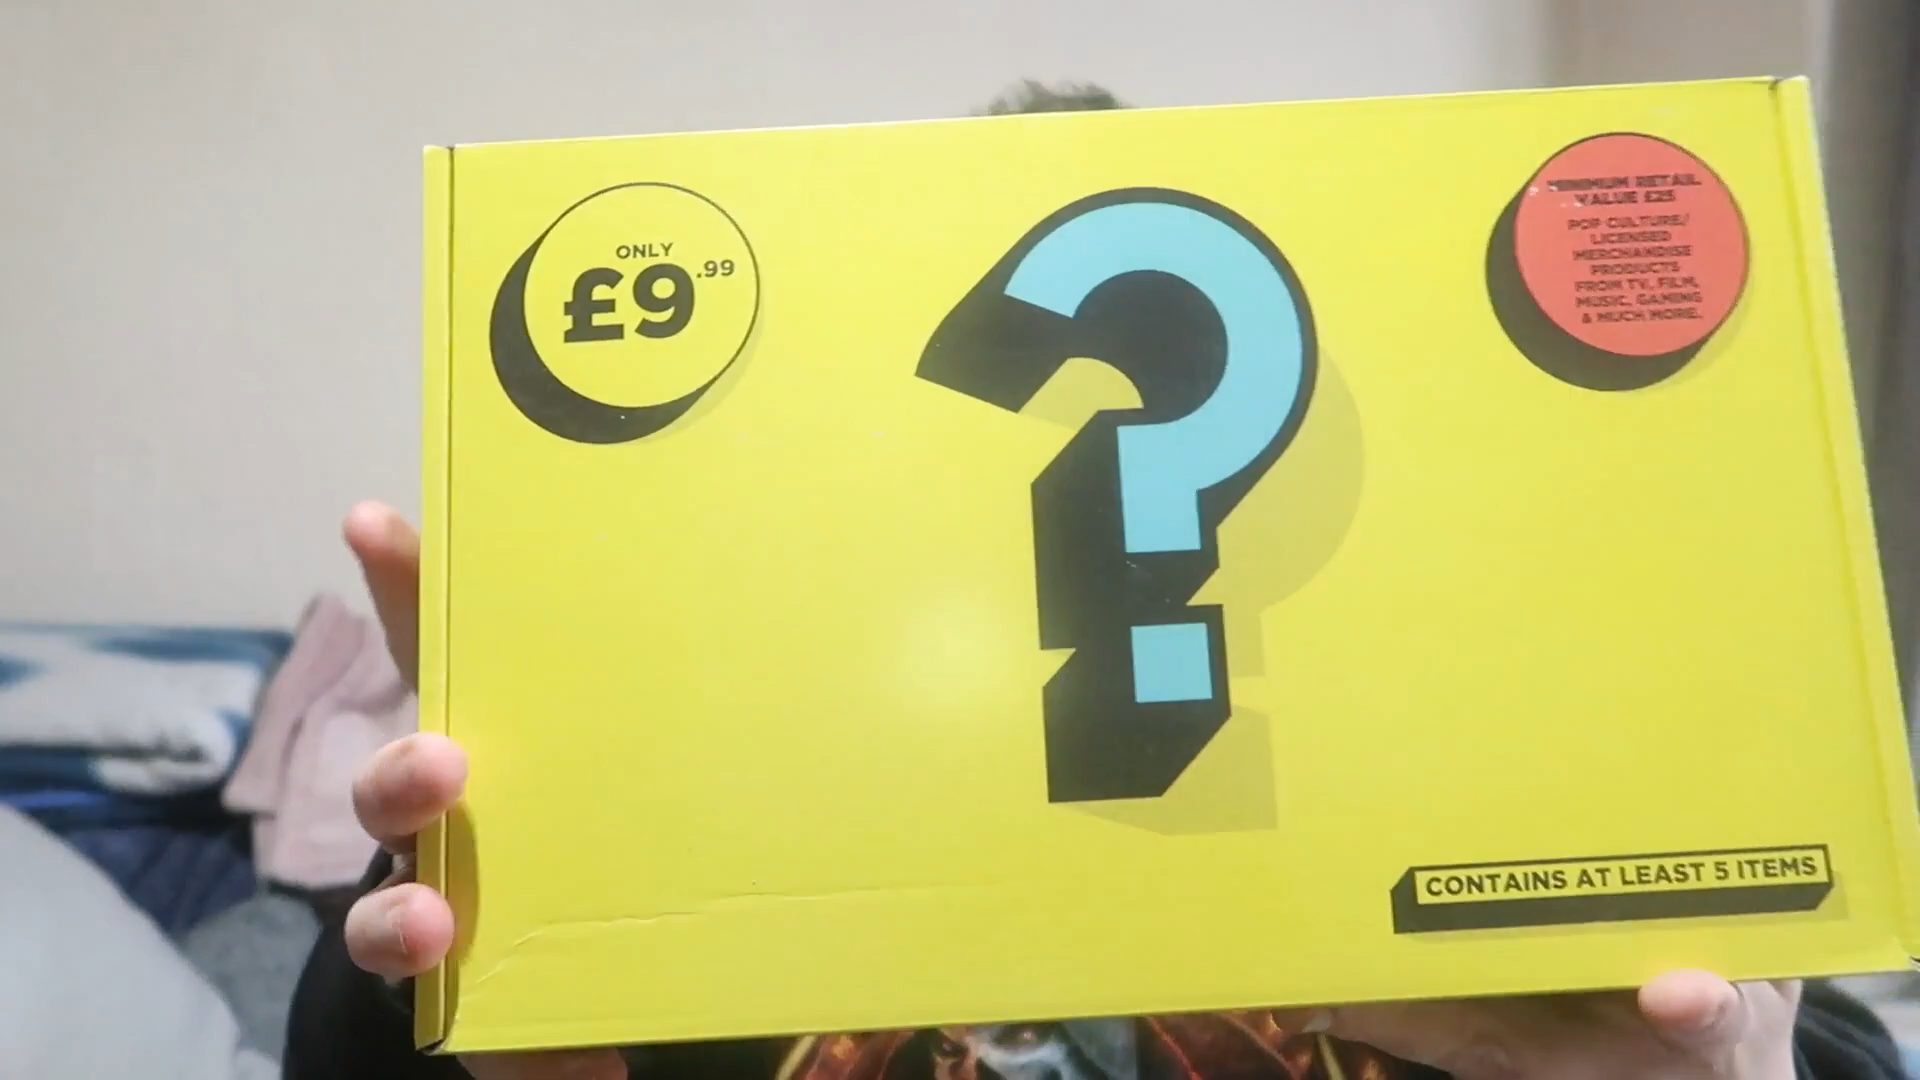 ONLY
£9.99
?
MINIMUM RETAIL
VALUE £25
POP CULTURE/
LICENSED
MERCHANDISE
PRODUCTS
FROM TV, FILM,
MUSIC, GAMING
& MUCH MORE.
CONTAINS AT LEAST 5 ITEMS